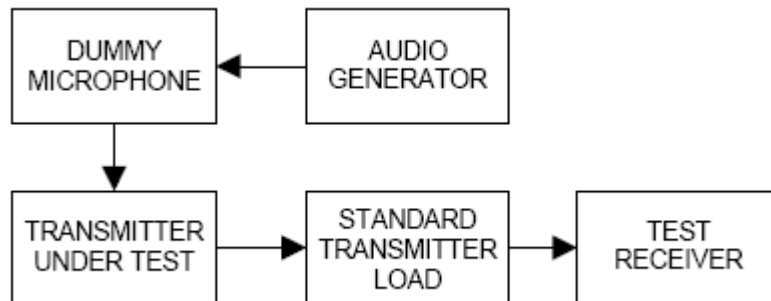 DUMMY
MICROPHONE
AUDIO
GENERATOR
TRANSMITTER
UNDER TEST
STANDARD
TRANSMITTER
LOAD
TEST
RECEIVER